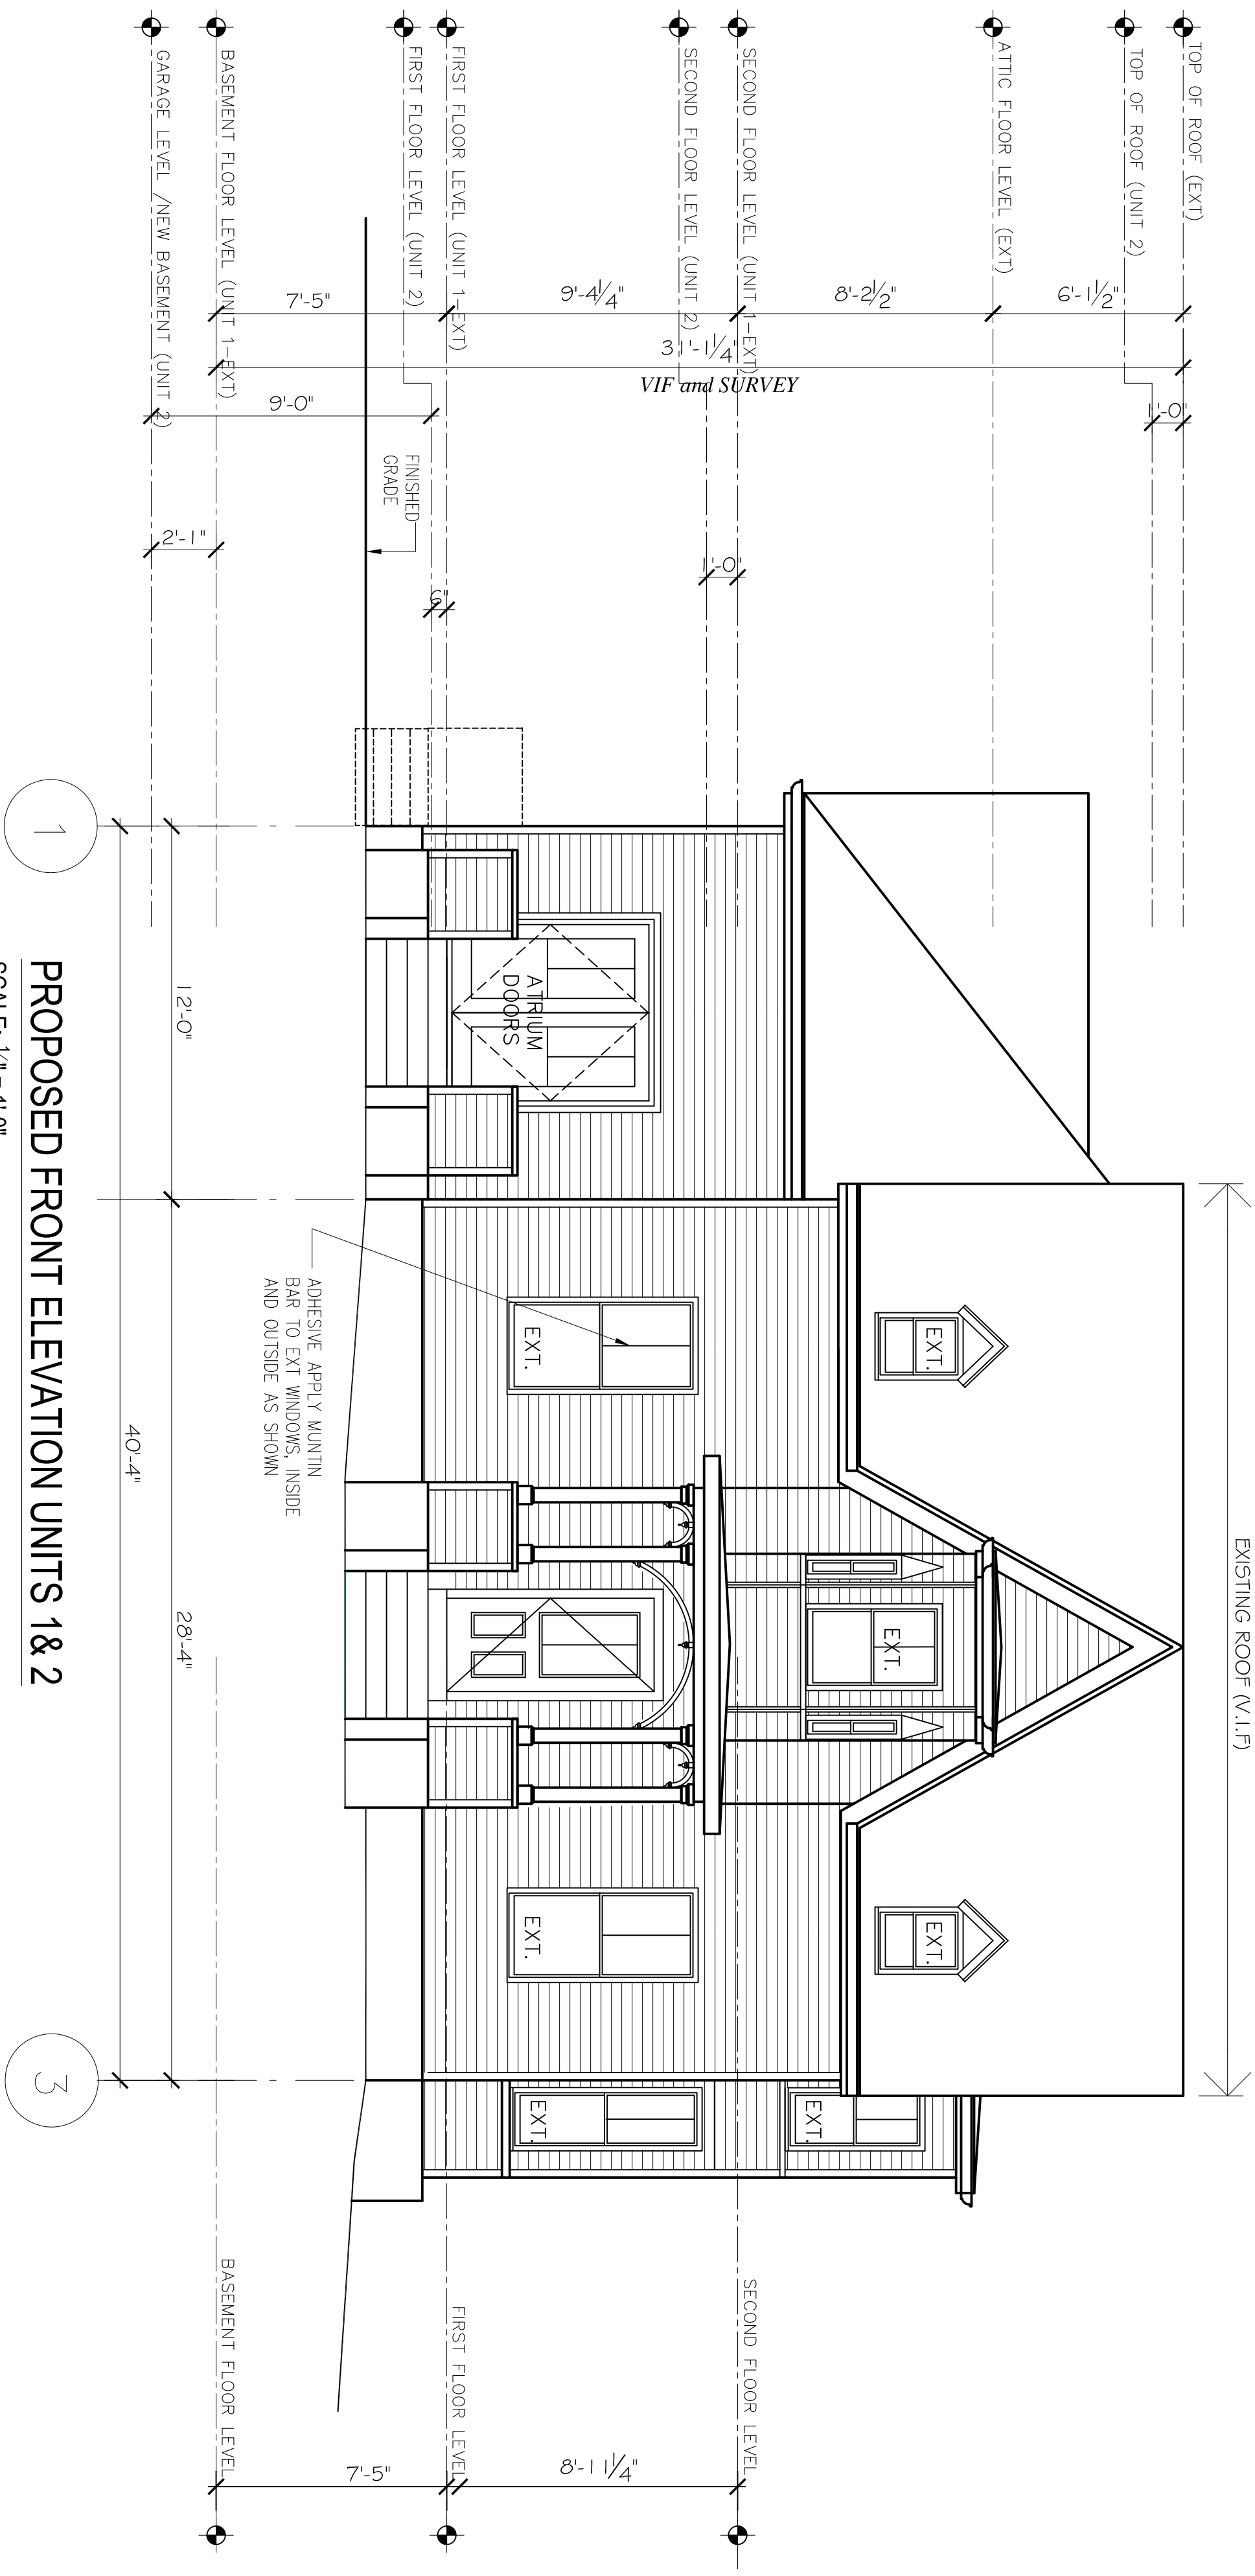 TOP OF ROOF (EXT)
TOP OF ROOF (UNIT 2)
ATTIC FLOOR LEVEL (EXT)
SECOND FLOOR LEVEL (UNIT 1-EXT)
SECOND FLOOR LEVEL (UNIT 2)
FIRST FLOOR LEVEL (UNIT 1-EXT)
FIRST FLOOR LEVEL (UNIT 2)
BASEMENT FLOOR LEVEL (UNIT 1-EXT)
GARAGE LEVEL /NEW BASEMENT (UNIT 2)
6'-1 1/2"
8'-2 1/2"
9'-4 1/4"
7'-5"
31'-1 1/4"
VIF and SURVEY
1'-0"
9'-0"
1'-0"
2'-1"
6"
FINISHED
GRADE
EXISTING ROOF (V.I.F)
ATRIUM
DOORS
EXT.
EXT.
EXT.
EXT.
EXT.
EXT.
EXT.
ADHESIVE APPLY MUNTIN
BAR TO EXT WINDOWS, INSIDE
AND OUTSIDE AS SHOWN
SECOND FLOOR LEVEL
FIRST FLOOR LEVEL
BASEMENT FLOOR LEVEL
8'-11 1/4"
7'-5"
12'-0"
28'-4"
40'-4"
1
3
PROPOSED FRONT ELEVATION UNITS 1& 2